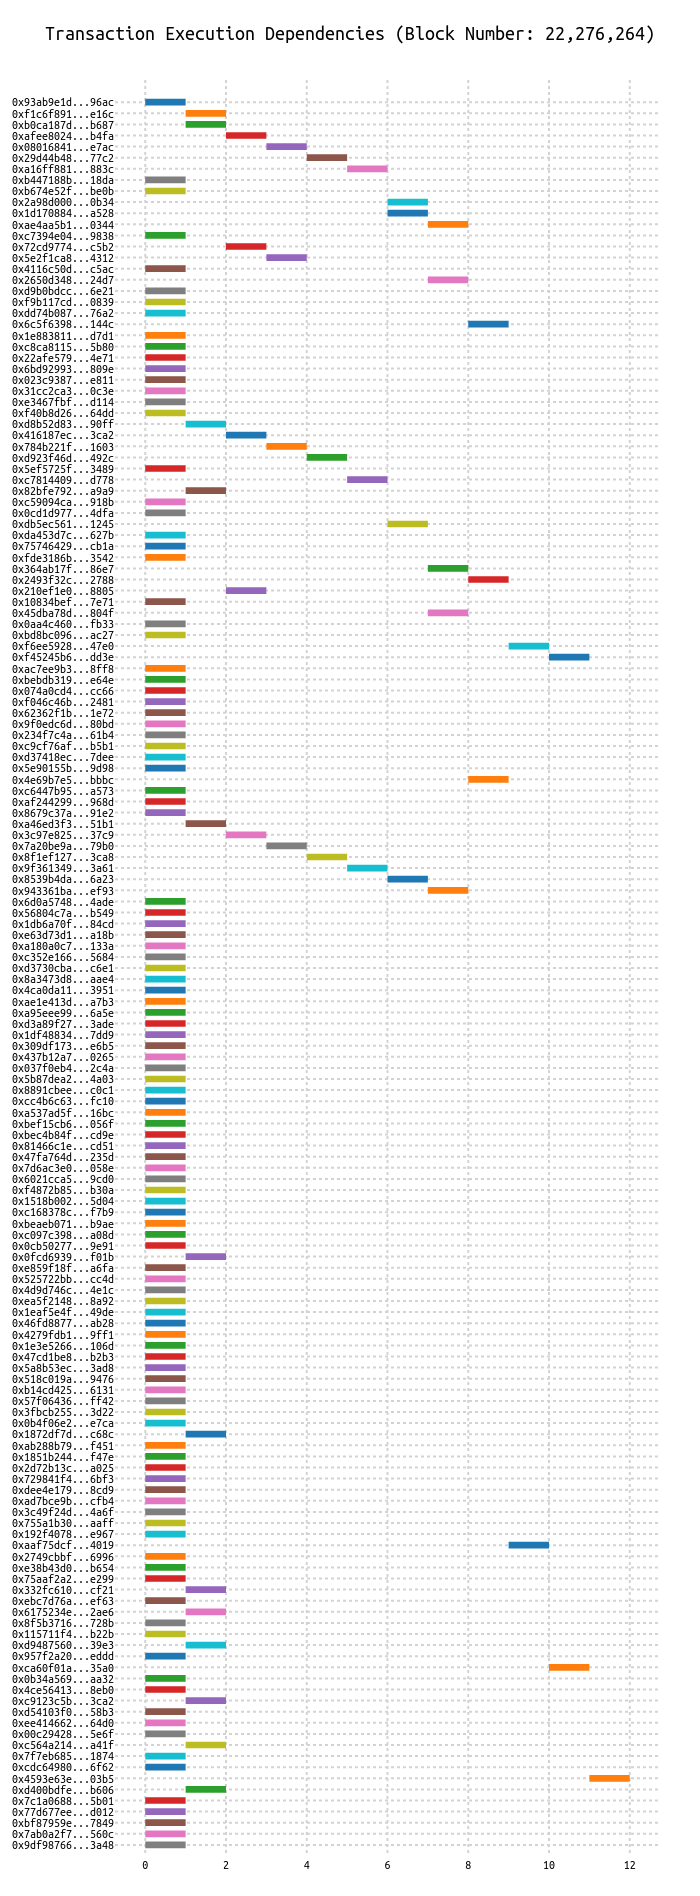 Transaction Execution Dependencies (Block Number: 22,276,264)
0x93ab9e1d...96ac
0xf1c6f891...e16c
0xb0ca187d...b687
0xafee8024...b4fa
0x08016841...e7ac
0x29d44b48...77c2
0xa16ff881...883c
0xb447188b...18da
0xb674e52f...be0b
0x2a98d000...0b34
0x1d170884...a528
0xae4aa5b1...0344
0xc7394e04...9838
0x72cd9774...c5b2
0x5e2f1ca8...4312
0x4116c50d...c5ac
0x2650d348...24d7
0xd9b0bdcc...6e21
0xf9b117cd...0839
0xdd74b087...76a2
0x6c5f6398...144c
0x1e883811...d7d1
0xc8ca8115...5b80
0x22afe579...4e71
0x6bd92993...809e
0x023c9387...e811
0x31cc2ca3...0c3e
0xe3467fbf...d114
0xf40b8d26...64dd
0xd8b52d83...90ff
0x416187ec...3ca2
0x784b221f...1603
0xd923f46d...492c
0x5ef5725f...3489
0xc7814409...d778
0x82bfe792...a9a9
0xc59094ca...918b
0x0cd1d977...4dfa
0xdb5ec561...1245
0xda453d7c...627b
0x75746429...cb1a
0xfde3186b...3542
0x364ab17f...86e7
0x2493f32c...2788
0x210ef1e0...8805
0x10834bef...7e71
0x45dba78d...804f
0x0aa4c460...fb33
0xbd8bc096...ac27
0xf6ee5928...47e0
0xf45245b6...dd3e
0xac7ee9b3...8ff8
0xbebdb319...e64e
0x074a0cd4...cc66
0xf046c46b...2481
0x62362f1b...1e72
0x9f0edc6d...80bd
0x234f7c4a...61b4
0xc9cf76af...b5b1
0xd37418ec...7dee
0x5e90155b...9d98
0x4e69b7e5...bbbc
0xc6447b95...a573
0xaf244299...968d
0x8679c37a...91e2
0xa46ed3f3...51b1
0x3c97e825...37c9
0x7a20be9a...79b0
0x8f1ef127...3ca8
0x9f361349...3a61
0x8539b4da...6a23
0x943361ba...ef93
0x6d0a5748...4ade
0x56804c7a...b549
0x1db6a70f...84cd
0xe63d73d1...a18b
0xa180a0c7...133a
0xc352e166...5684
0xd3730cba...c6e1
0x8a3473d8...aae4
0x4ca0da11...3951
0xae1e413d...a7b3
0xa95eee99...6a5e
0xd3a89f27...3ade
0x1df48834...7dd9
0x309df173...e6b5
0x437b12a7...0265
0x037f0eb4...2c4a
0x5b87dea2...4a03
0x8891cbee...c0c1
0xcc4b6c63...fc10
0xa537ad5f...16bc
0xbef15cb6...056f
0xbec4b84f...cd9e
0x81466c1e...cd51
0x47fa764d...235d
0x7d6ac3e0...058e
0x6021cca5...9cd0
0xf4872b85...b30a
0x1518b002...5d04
0xc168378c...f7b9
0xbeaeb071...b9ae
0xc097c398...a08d
0x0cb50277...9e91
0x0fcd6939...f01b
0xe859f18f...a6fa
0x525722bb...cc4d
0x4d9d746c...4e1c
0xea5f2148...8a92
0x1eaf5e4f...49de
0x46fd8877...ab28
0x4279fdb1...9ff1
0x1e3e5266...106d
0x47cd1be8...b2b3
0x5a8b53ec...3ad8
0x518c019a...9476
0xb14cd425...6131
0x57f06436...ff42
0x3fbcb255...3d22
0x0b4f06e2...e7ca
0x1872df7d...c68c
0xab288b79...f451
0x1851b244...f47e
0x2d72b13c...a025
0x729841f4...6bf3
0xdee4e179...8cd9
0xad7bce9b...cfb4
0x3c49f24d...4a6f
0x755a1b30...aaff
0x192f4078...e967
0xaaf75dcf...4019
0x2749cbbf...6996
0xe38b43d0...b654
0x75aaf2a2...e299
0x332fc610...cf21
0xebc7d76a...ef63
0x6175234e...2ae6
0x8f5b3716...728b
0x115711f4...b22b
0xd9487560...39e3
0x957f2a20...eddd
0xca60f01a...35a0
0x0b34a569...aa32
0x4ce56413...8eb0
0xc9123c5b...3ca2
0xd54103f0...58b3
0xee414662...64d0
0x00c29428...5e6f
0xc564a214...a41f
0x7f7eb685...1874
0xcdc64980...6f62
0x4593e63e...03b5
0xd400bdfe...b606
0x7c1a0688...5b01
0x77d677ee...d012
0xbf87959e...7849
0x7ab0a2f7...560c
0x9df98766...3a48
0 2 4 6 8 10 12